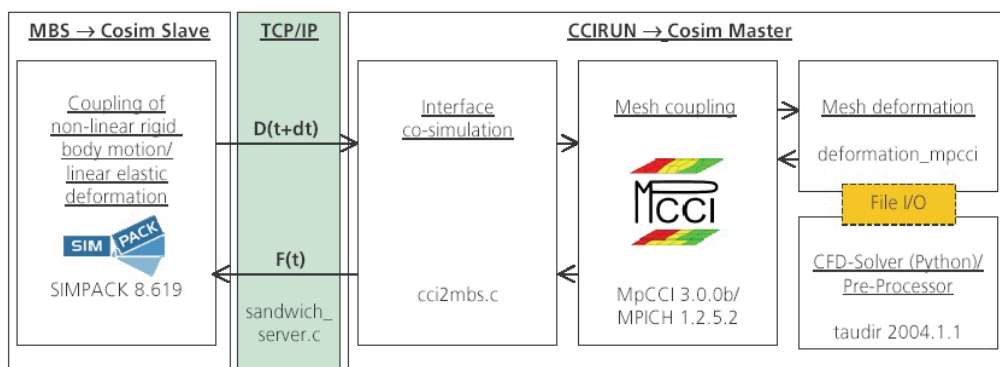 MBS → Cosim Slave
Coupling of
non-linear rigid
body motion/
linear elastic
deformation
SIM
PACK
SIMPACK 8.619
TCP/IP
D(t+dt)
F(t)
sandwich_
server.c
CCIRUN → Cosim Master
Interface
co-simulation
cci2mbs.c
Mesh coupling
MPCCI
MpCCI 3.0.0b/
MPICH 1.2.5.2
Mesh deformation
deformation_mpcci
File I/O
CFD-Solver (Python)/
Pre-Processor
taudir 2004.1.1